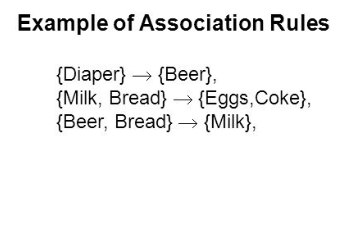 Example of Association Rules
{Diaper} → {Beer},
{Milk, Bread} → {Eggs,Coke},
{Beer, Bread} → {Milk},